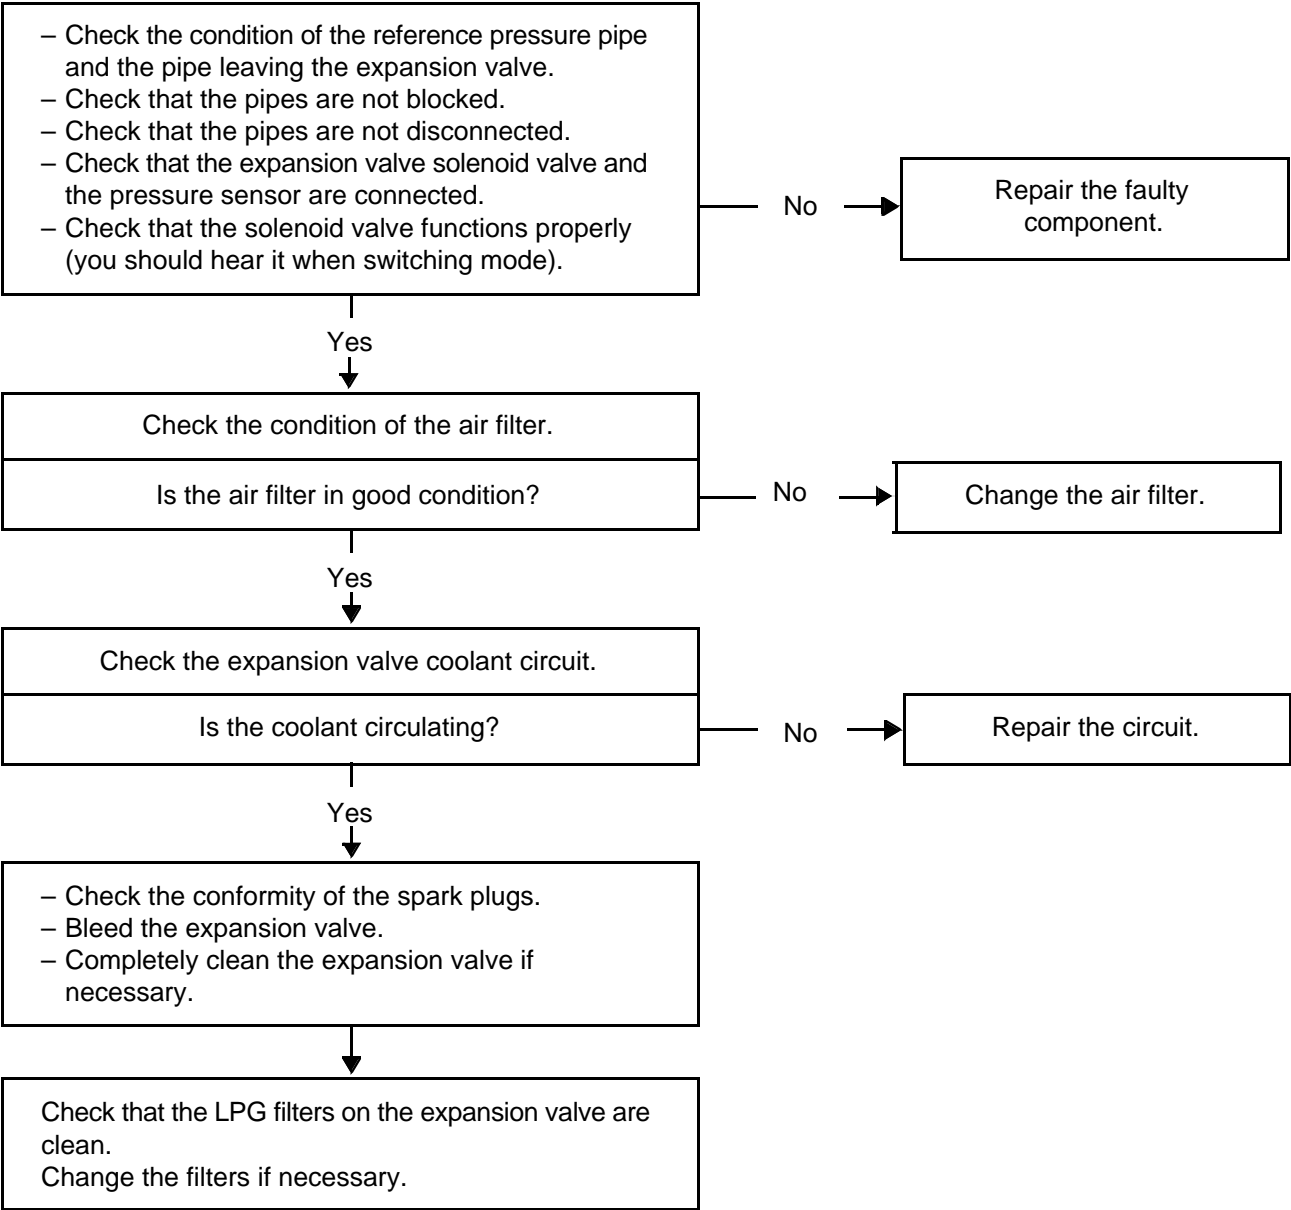 – Check the condition of the reference pressure pipe
and the pipe leaving the expansion valve.
– Check that the pipes are not blocked.
– Check that the pipes are not disconnected.
– Check that the expansion valve solenoid valve and
the pressure sensor are connected.
– Check that the solenoid valve functions properly
(you should hear it when switching mode).
No
Repair the faulty
component.
Yes
Check the condition of the air filter.
Is the air filter in good condition?
No
Change the air filter.
Yes
Check the expansion valve coolant circuit.
Is the coolant circulating?
No
Repair the circuit.
Yes
– Check the conformity of the spark plugs.
– Bleed the expansion valve.
– Completely clean the expansion valve if
necessary.
Check that the LPG filters on the expansion valve are
clean.
Change the filters if necessary.